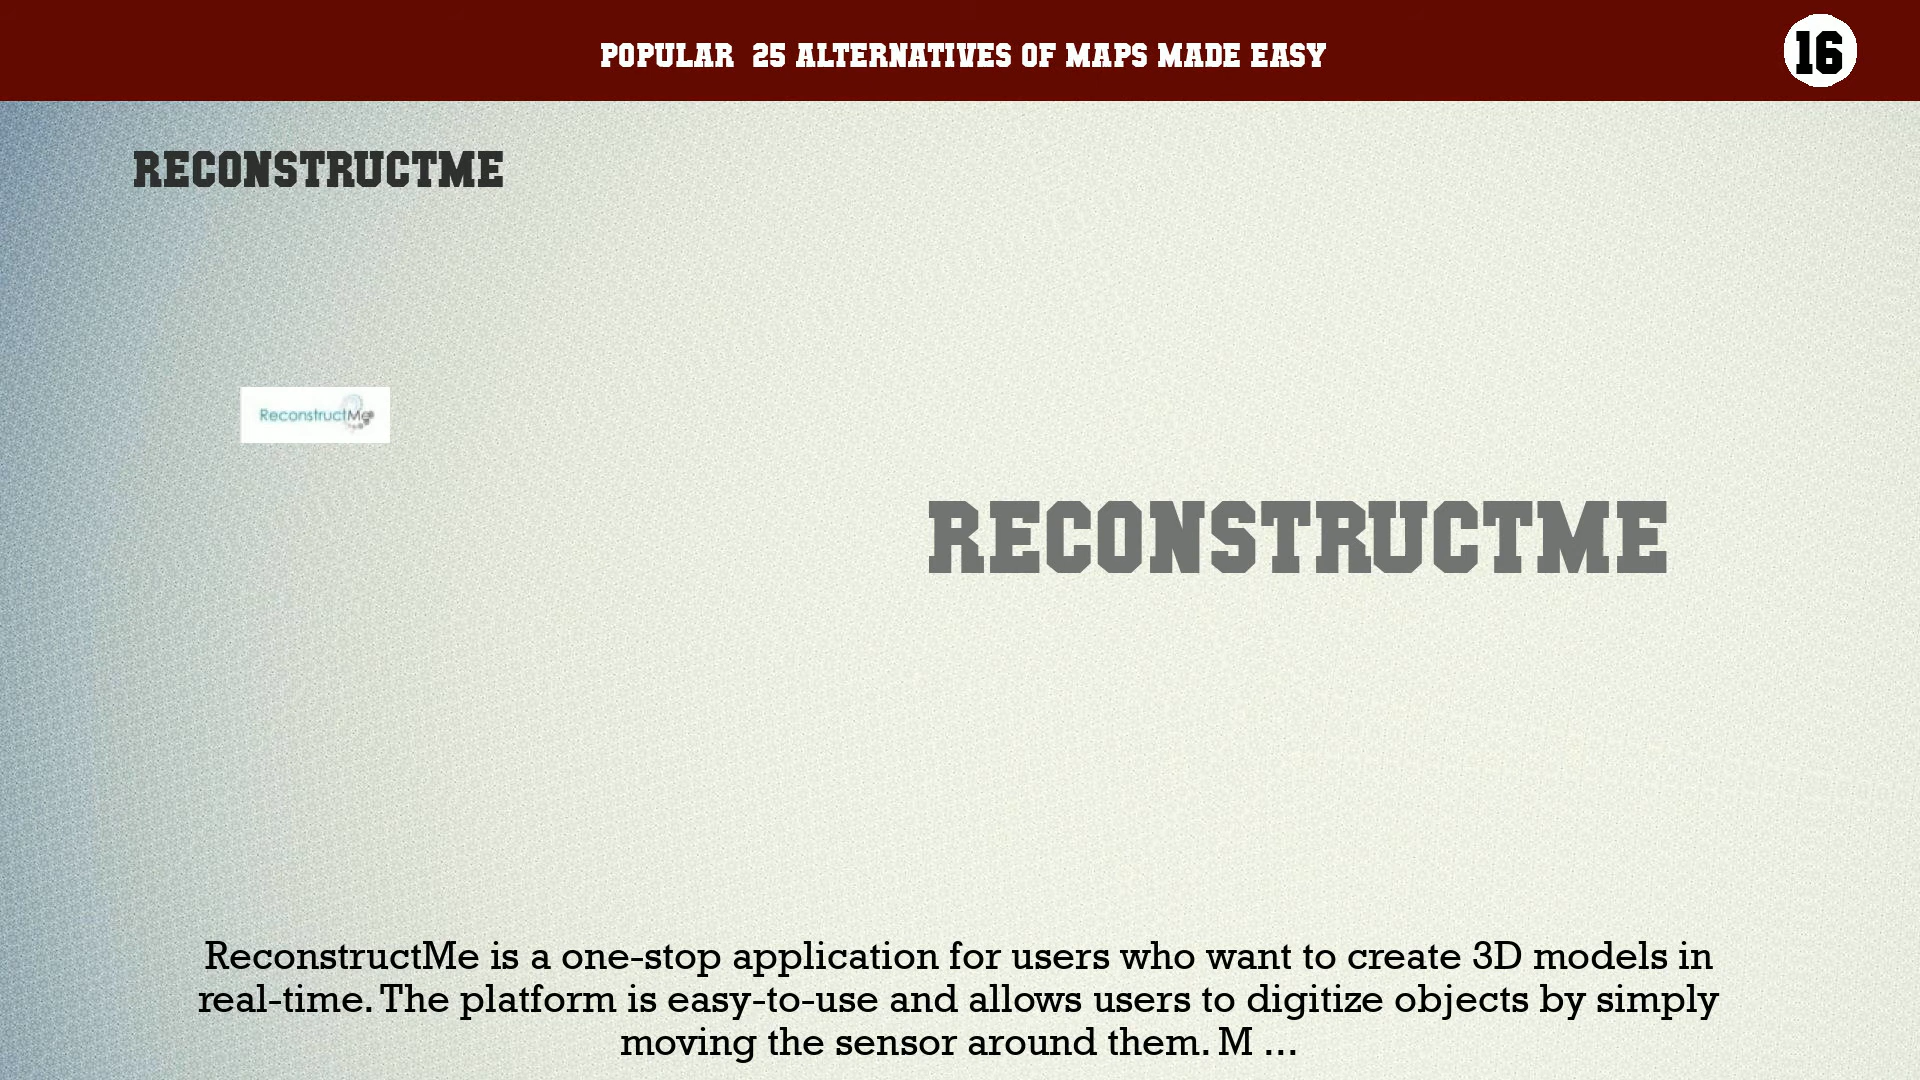 POPULAR 25 ALTERNATIVES OF MAPS MADE EASY
16
RECONSTRUCTME
ReconstructMe
RECONSTRUCTME
ReconstructMe is a one-stop application for users who want to create 3D models in
real-time. The platform is easy-to-use and allows users to digitize objects by simply
moving the sensor around them. M ...